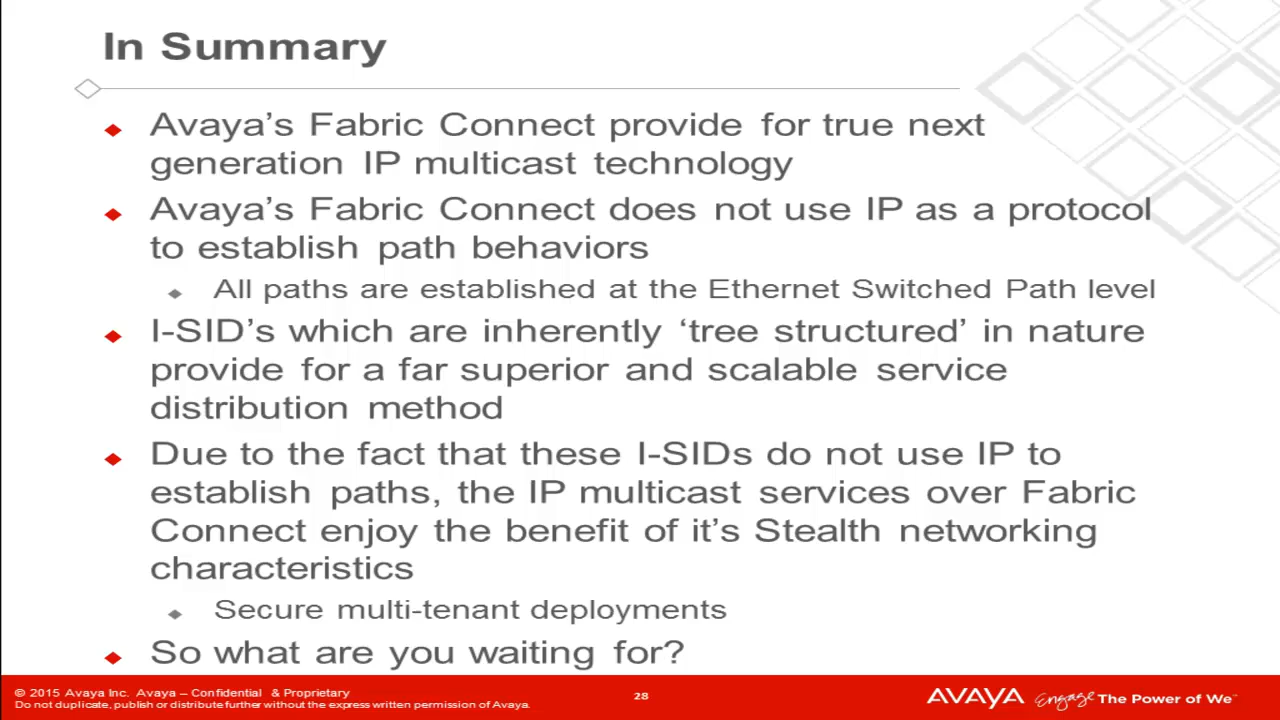 In Summary
Avaya's Fabric Connect provide for true next
generation IP multicast technology
Avaya's Fabric Connect does not use IP as a protocol
to establish path behaviors
All paths are established at the Ethernet Switched Path level
I-SID's which are inherently 'tree structured' in nature
provide for a far superior and scalable service
distribution method
Due to the fact that these I-SIDs do not use IP to
establish paths, the IP multicast services over Fabric
Connect enjoy the benefit of it's Stealth networking
characteristics
Secure multi-tenant deployments
So what are you waiting for?
© 2015 Avaya Inc. Avaya – Confidential & Proprietary
Do not duplicate, publish or distribute further without the express written permission of Avaya.
28
AVAYA Engage The Power of We™